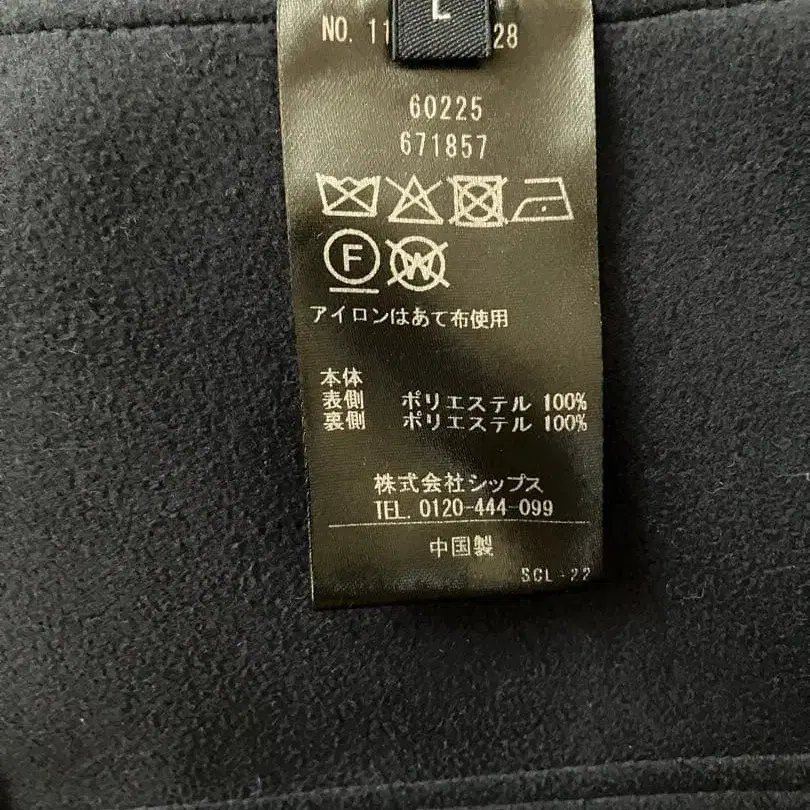 L
NO. 11 28
60225
671857
F W
アイロンはあて布使用
本体
表側 ポリエステル 100%
裏側 ポリエステル 100%
株式会社シップス
TEL. 0120-444-099
中国製
SCL-22